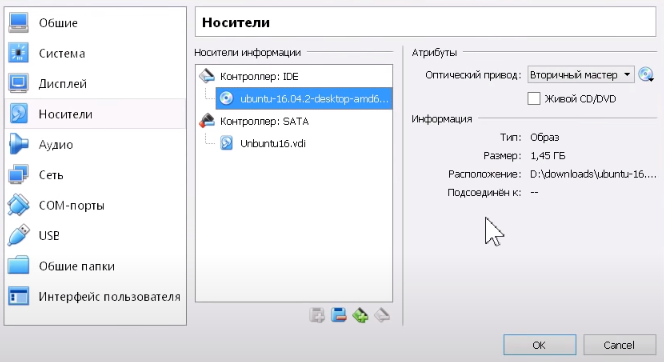 Общие
Система
Дисплей
Носители
Аудио
Сеть
COM-порты
USB
Общие папки
Интерфейс пользователя
Носители
Носители информации
Контроллер: IDE
ubuntu-16.04.2-desktop-amd6...
Контроллер: SATA
Unbuntu16.vdi
Атрибуты
Оптический привод: Вторичный мастер
Живой CD/DVD
Информация
Тип: Образ
Размер: 1,45 ГБ
Расположение: D:\downloads\ubuntu-16....
Подсоединён к: --
OK Cancel